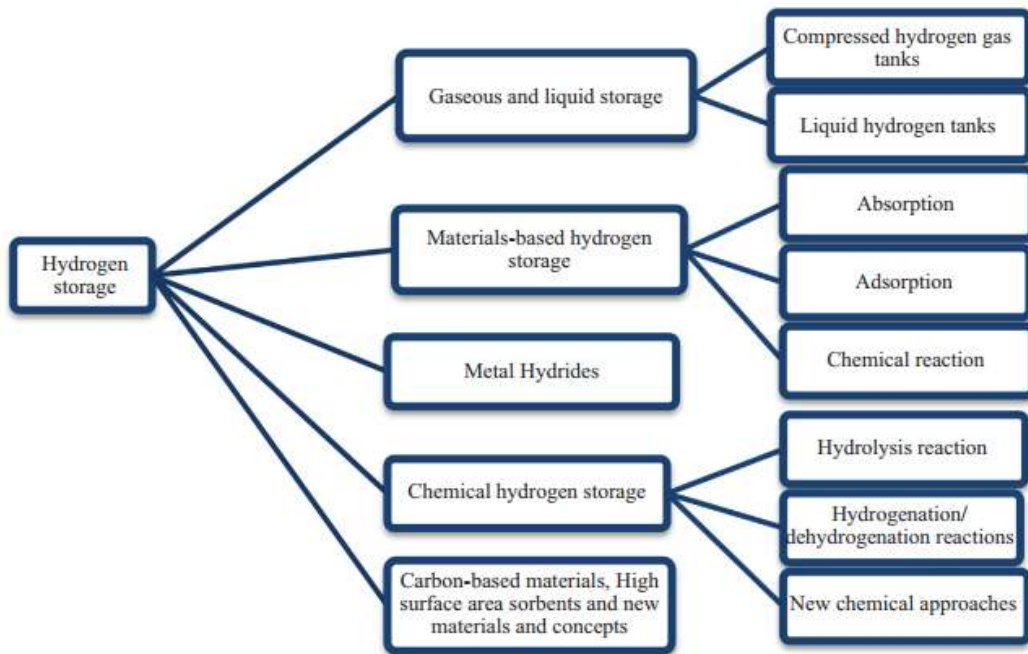 Hydrogen
storage
Gaseous and liquid storage
Compressed hydrogen gas
tanks
Liquid hydrogen tanks
Materials-based hydrogen
storage
Absorption
Adsorption
Chemical reaction
Metal Hydrides
Chemical hydrogen storage
Hydrolysis reaction
Hydrogenation/
dehydrogenation reactions
New chemical approaches
Carbon-based materials, High
surface area sorbents and new
materials and concepts